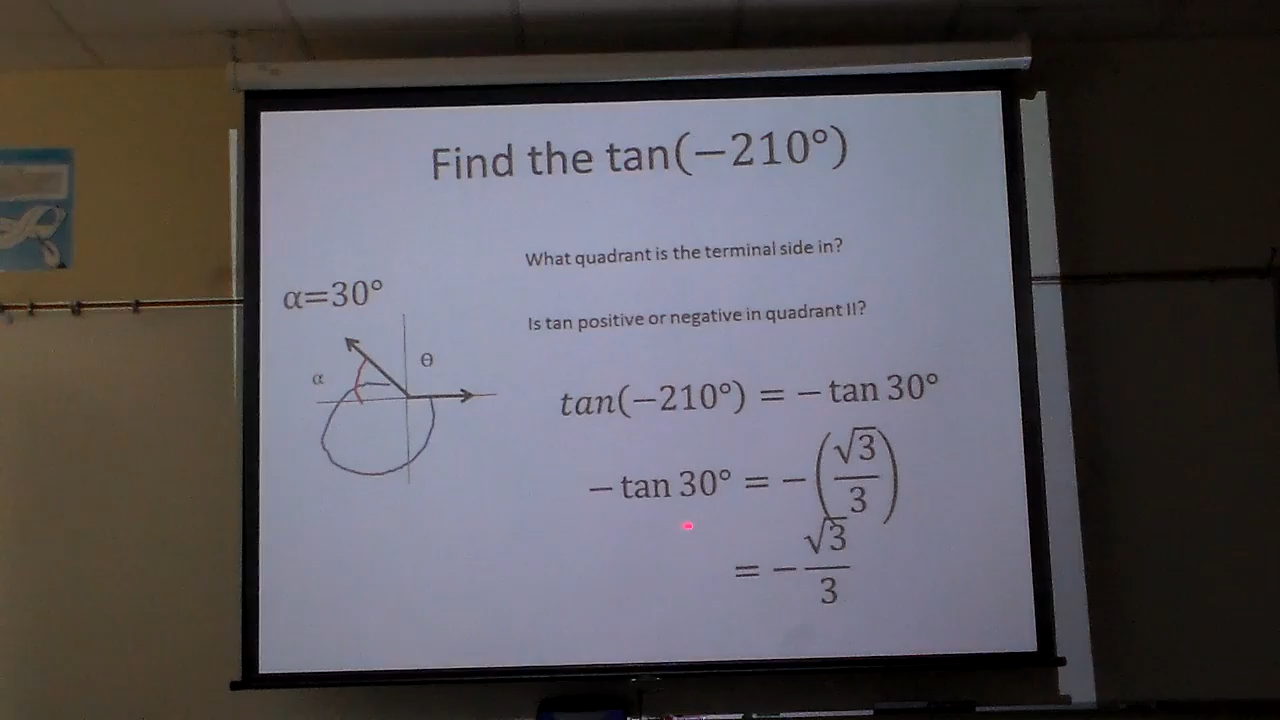 Find the tan(−210°)
What quadrant is the terminal side in?
α=30°
Is tan positive or negative in quadrant II?
θ
α
tan(−210°) = − tan 30°
− tan 30° = −(√3/3)
= −√3/3